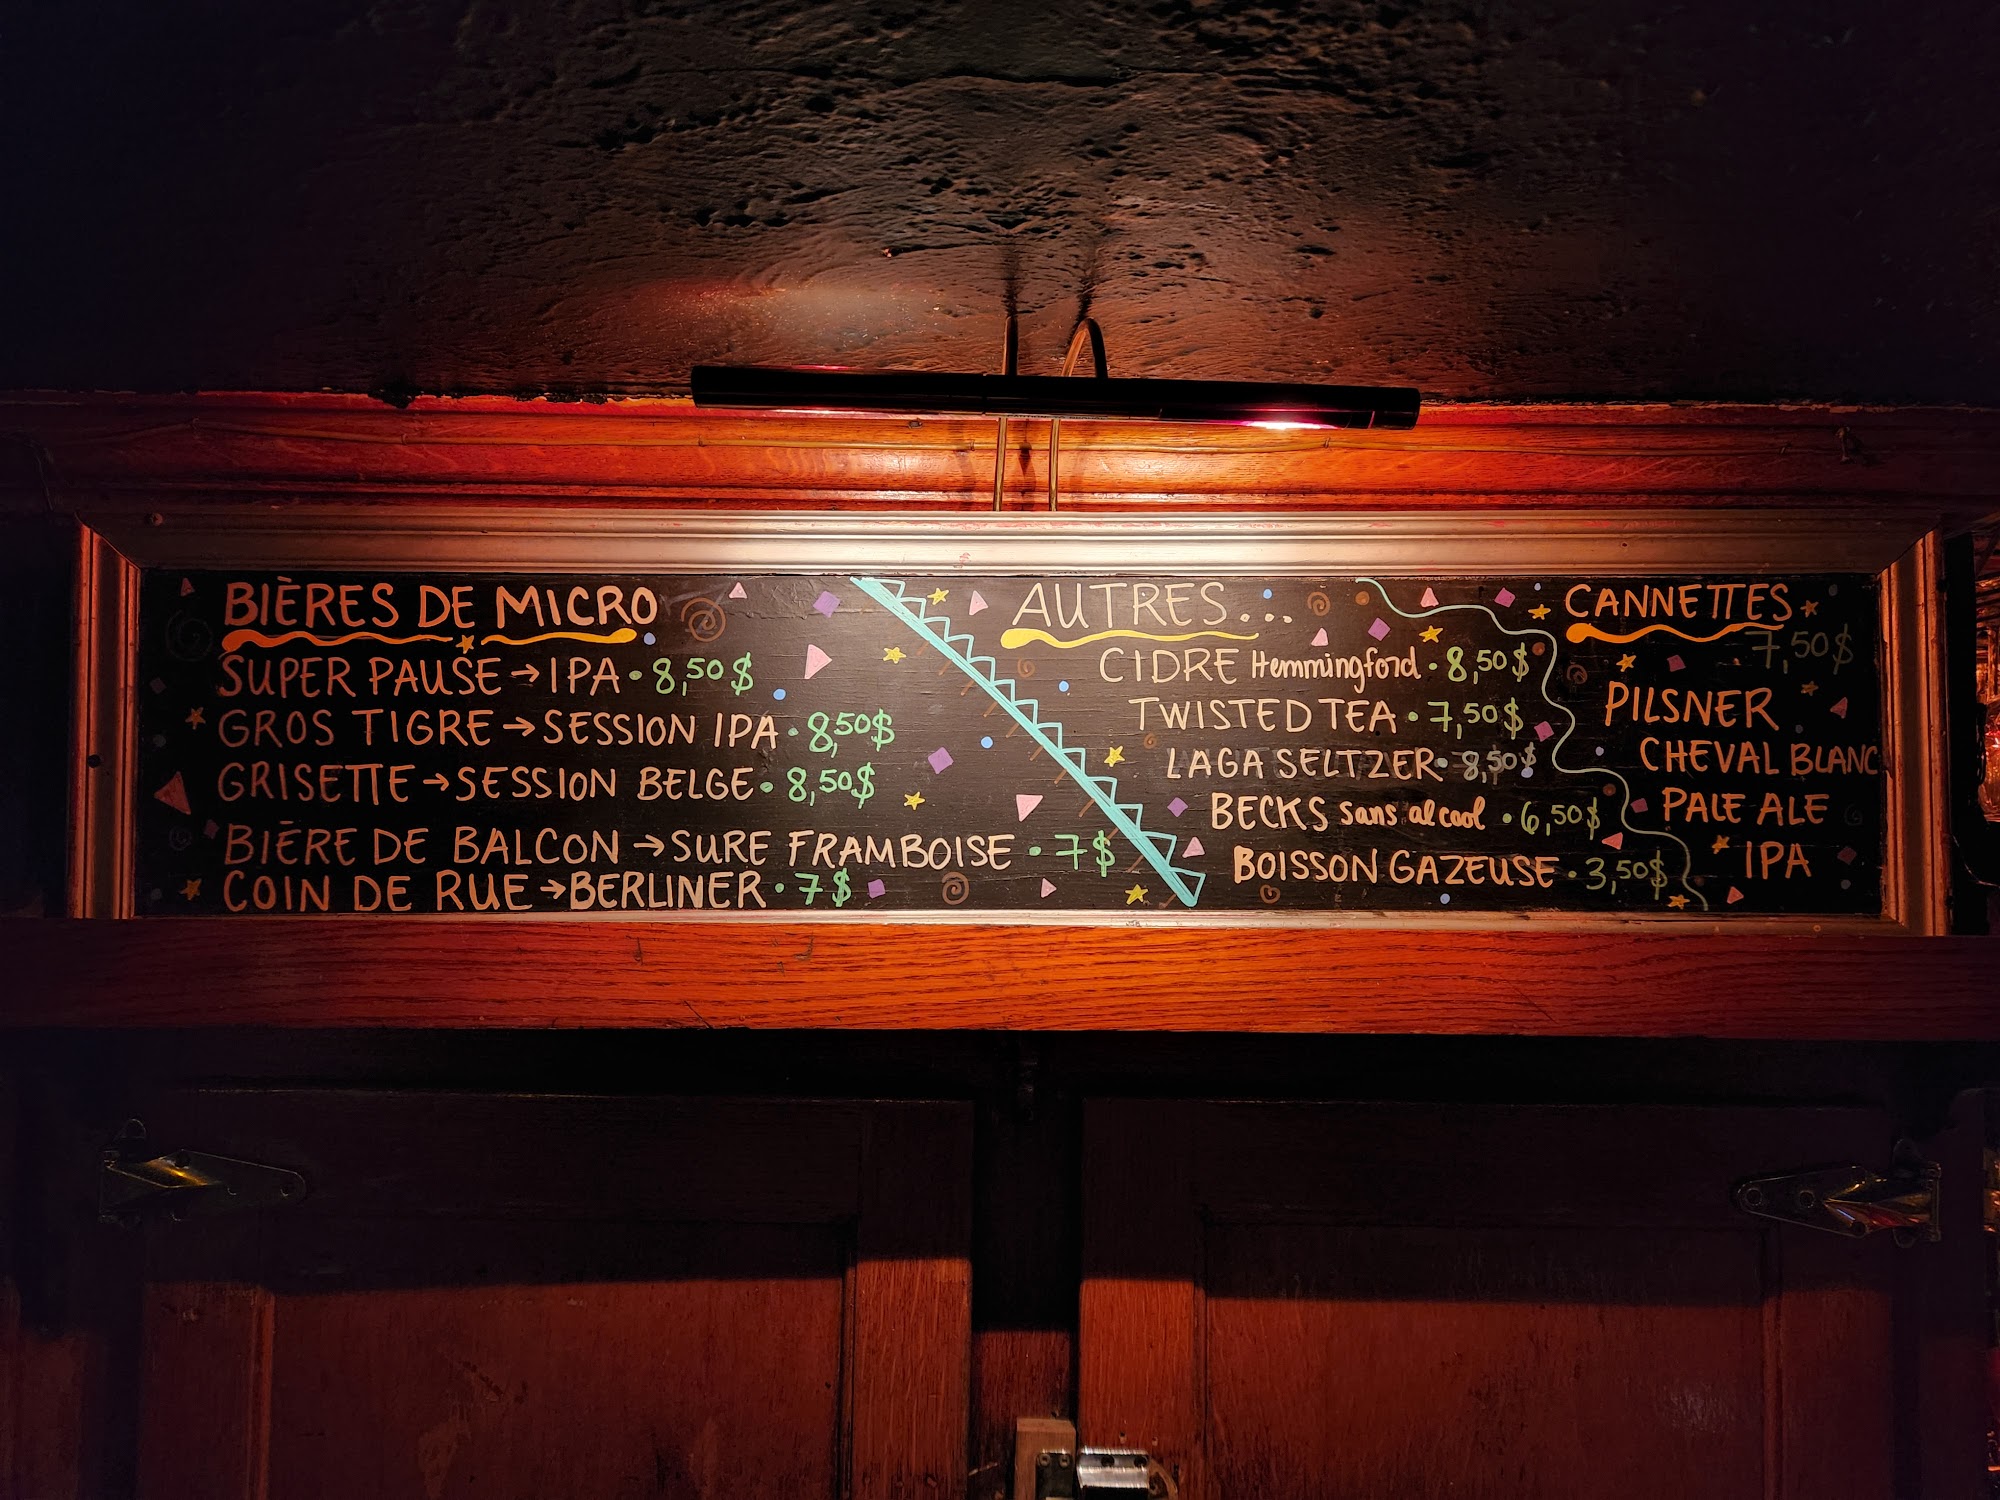 BIÈRES DE MICRO
SUPER PAUSE → IPA • 8,50$
GROS TIGRE → SESSION IPA • 8,50$
GRISETTE → SESSION BELGE • 8,50$
BIÈRE DE BALCON → SURE FRAMBOISE • 7$
COIN DE RUE → BERLINER • 7$
AUTRES...
CIDRE Hemmingford • 8,50$
TWISTED TEA • 7,50$
LAGA SELTZER • 8,50$
BECKS sans alcool • 6,50$
BOISSON GAZEUSE • 3,50$
CANNETTES
7,50$
PILSNER
CHEVAL BLANC
PALE ALE
IPA